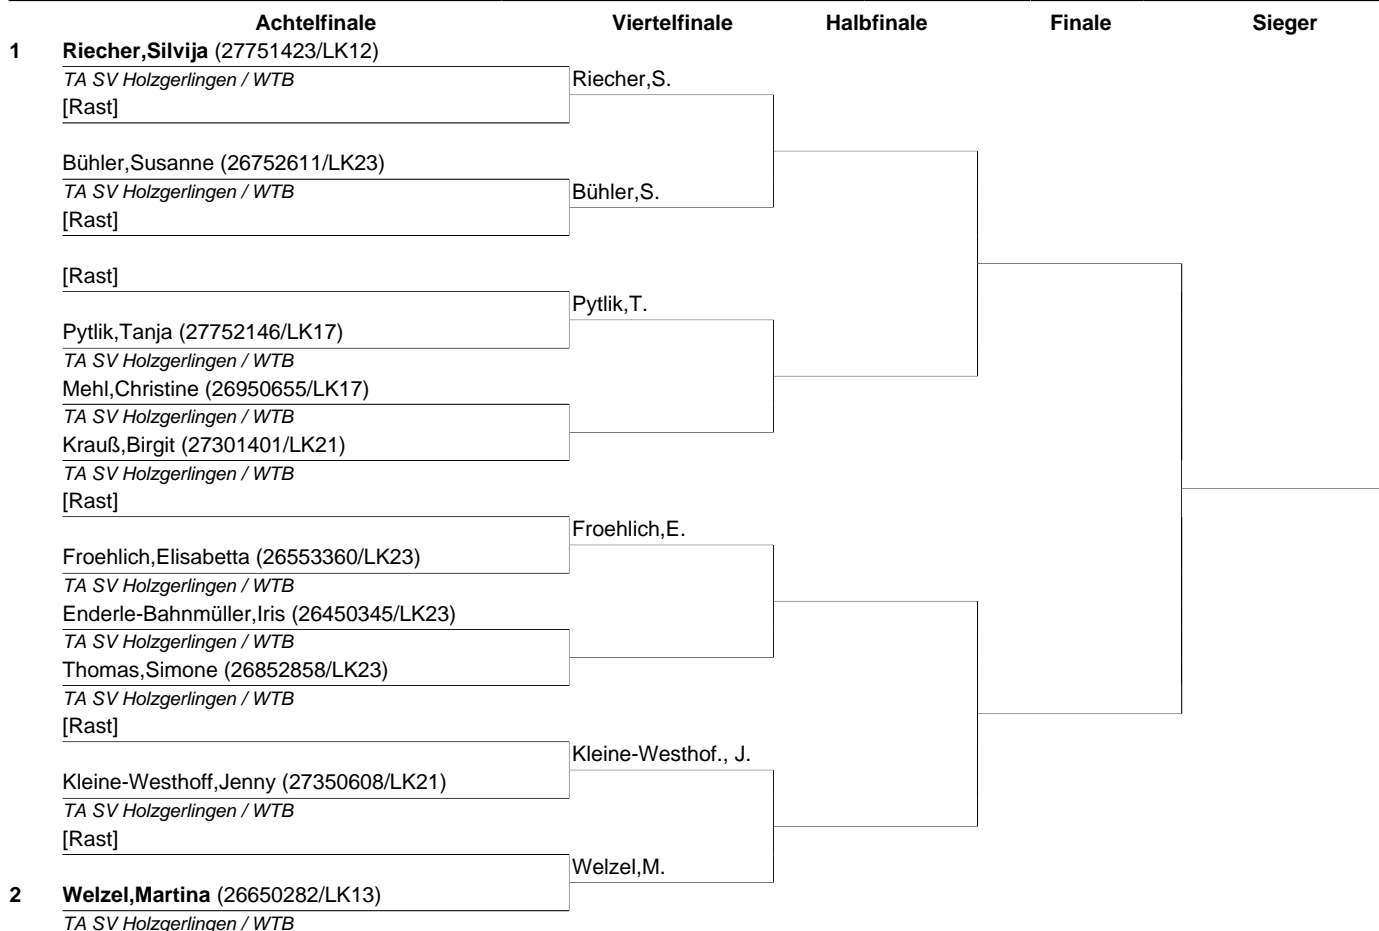 Achtelfinale Viertelfinale Halbfinale Finale Sieger
1 Riecher,Silvija (27751423/LK12)
TA SV Holzgerlingen / WTB Riecher,S.
[Rast]
Bühler,Susanne (26752611/LK23)
TA SV Holzgerlingen / WTB Bühler,S.
[Rast]
[Rast]
Pytlik,T.
Pytlik,Tanja (27752146/LK17)
TA SV Holzgerlingen / WTB
Mehl,Christine (26950655/LK17)
TA SV Holzgerlingen / WTB
Krauß,Birgit (27301401/LK21)
TA SV Holzgerlingen / WTB
[Rast]
Froehlich,E.
Froehlich,Elisabetta (26553360/LK23)
TA SV Holzgerlingen / WTB
Enderle-Bahnmüller,Iris (26450345/LK23)
TA SV Holzgerlingen / WTB
Thomas,Simone (26852858/LK23)
TA SV Holzgerlingen / WTB
[Rast]
Kleine-Westhof., J.
Kleine-Westhoff,Jenny (27350608/LK21)
TA SV Holzgerlingen / WTB
[Rast]
Welzel,M.
2 Welzel,Martina (26650282/LK13)
TA SV Holzgerlingen / WTB